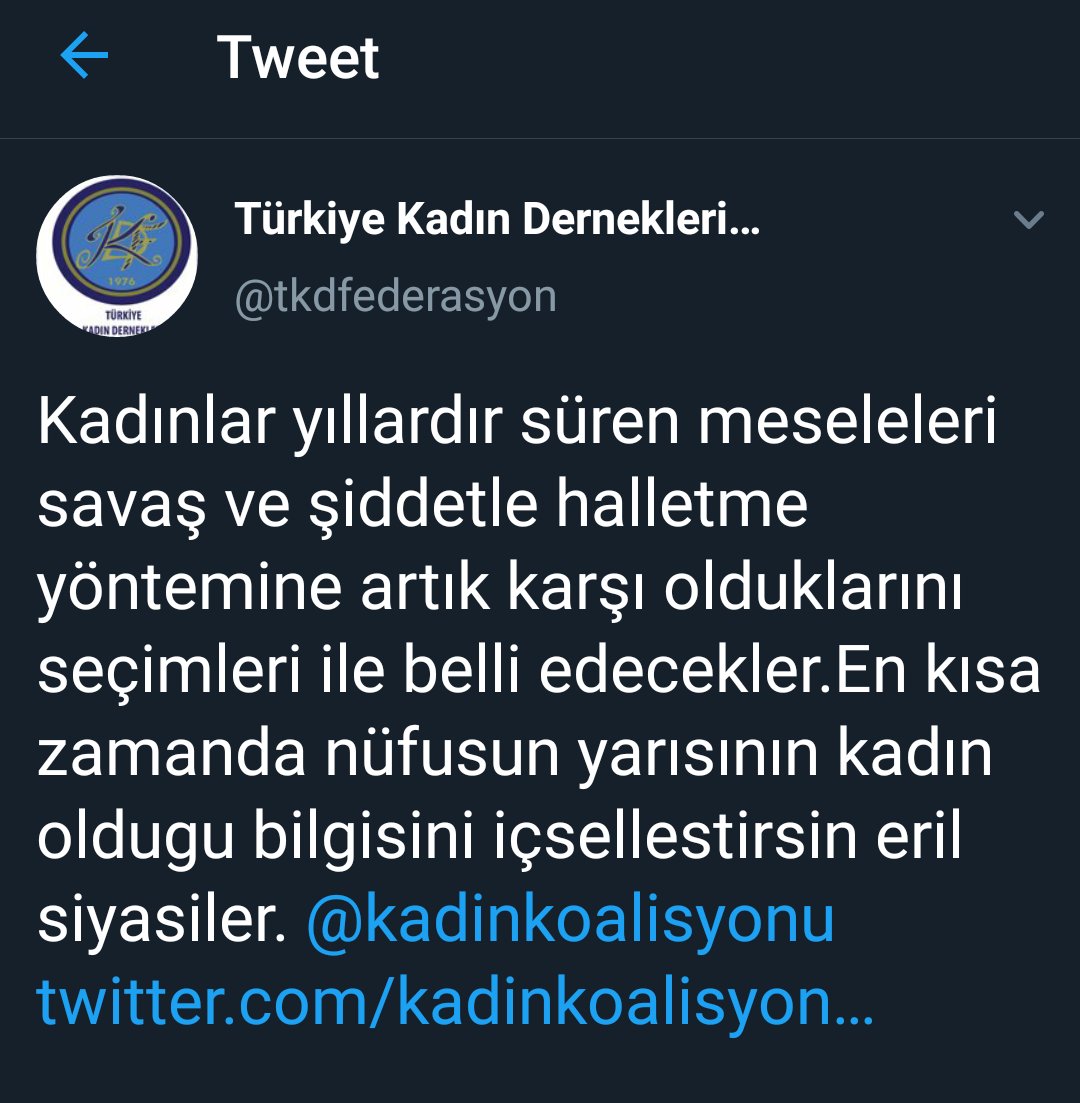 Tweet
1976
TÜRKİYE
KADIN DERNEKLE
Türkiye Kadın Dernekleri...
@tkdfederasyon
Kadınlar yıllardır süren meseleleri
savaş ve şiddetle halletme
yöntemine artık karşı olduklarını
seçimleri ile belli edecekler.En kısa
zamanda nüfusun yarısının kadın
oldugu bilgisini içsellestirsin eril
siyasiler. @kadinkoalisyonu
twitter.com/kadinkoalisyon...